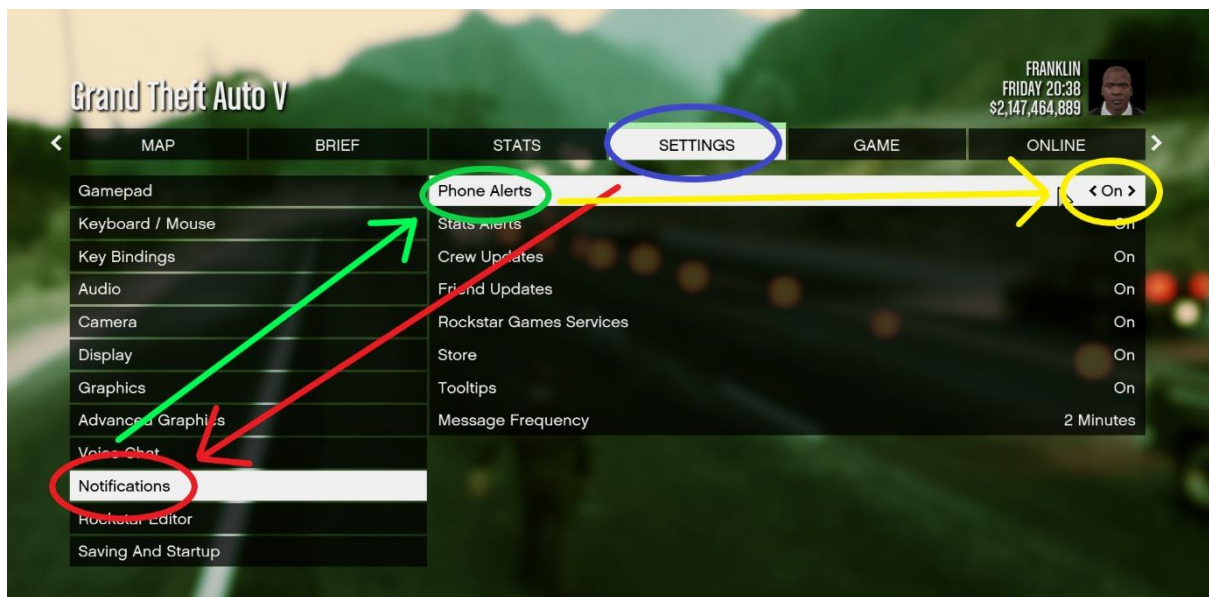 Grand Theft Auto V
FRANKLIN
FRIDAY 20:38
$2,147,464,889
MAP BRIEF STATS SETTINGS GAME ONLINE
Gamepad
Keyboard / Mouse
Key Bindings
Audio
Camera
Display
Graphics
Advanced Graphics
Voice Chat
Notifications
Rockstar Editor
Saving And Startup
Phone Alerts < On >
Stats Alerts On
Crew Updates On
Friend Updates On
Rockstar Games Services On
Store On
Tooltips On
Message Frequency 2 Minutes